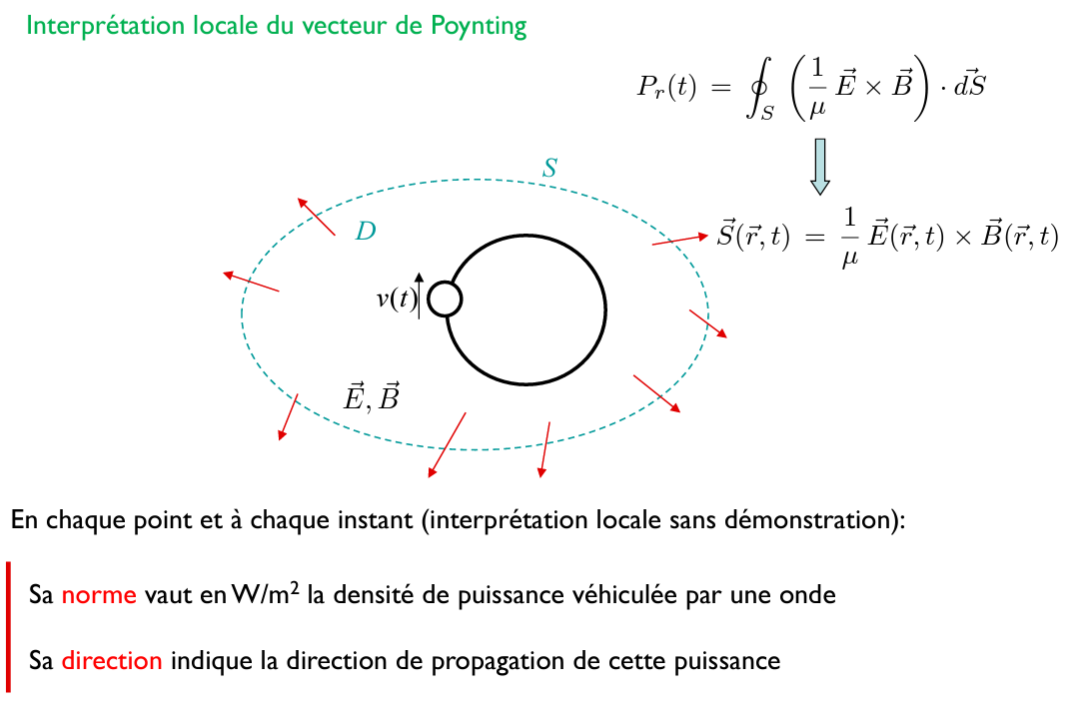 Interprétation locale du vecteur de Poynting
$P_r(t) = \oint_S \left( \frac{1}{\mu} \vec{E} \times \vec{B} \right) \cdot \vec{dS}$
S
D
$\vec{S}(\vec{r}, t) = \frac{1}{\mu} \vec{E}(\vec{r}, t) \times \vec{B}(\vec{r}, t)$
v(t)
$\vec{E}, \vec{B}$
En chaque point et à chaque instant (interprétation locale sans démonstration):
Sa norme vaut en W/m² la densité de puissance véhiculée par une onde
Sa direction indique la direction de propagation de cette puissance